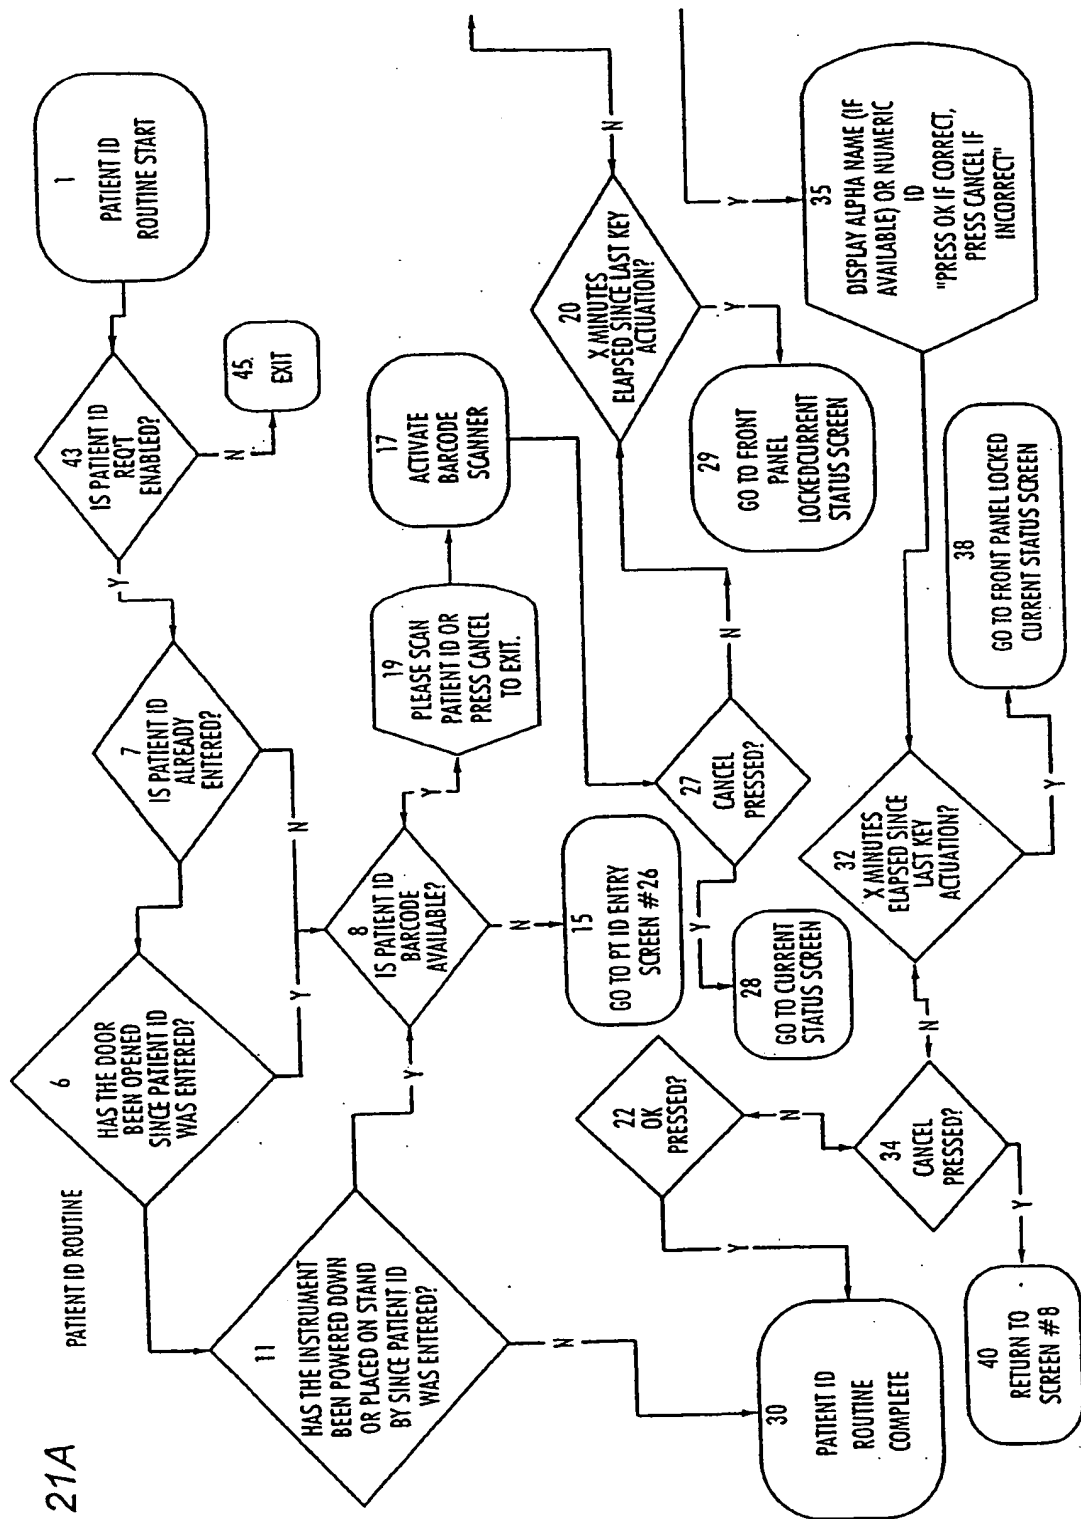 21A
PATIENT ID ROUTINE
1
PATIENT ID
ROUTINE START
43
IS PATIENT ID
REQ'T
ENABLED?
N
45.
EXIT
Y
7
IS PATIENT ID
ALREADY
ENTERED?
N
6
HAS THE DOOR
BEEN OPENED
SINCE PATIENT ID
WAS ENTERED?
Y
11
HAS THE INSTRUMENT
BEEN POWERED DOWN
OR PLACED ON STAND
BY SINCE PATIENT ID
WAS ENTERED?
Y
N
8
IS PATIENT ID
BARCODE
AVAILABLE?
Y
N
19
PLEASE SCAN
PATIENT ID OR
PRESS CANCEL
TO EXIT.
17
ACTIVATE
BARCODE
SCANNER
15
GO TO PT ID ENTRY
SCREEN #26
27
CANCEL
PRESSED?
Y
N
28
GO TO CURRENT
STATUS SCREEN
20
X MINUTES
ELAPSED SINCE LAST KEY
ACTUATION?
N
Y
29
GO TO FRONT
PANEL
LOCKEDCURRENT
STATUS SCREEN
Y
35
DISPLAY ALPHA NAME (IF
AVAILABLE) OR NUMERIC
ID
"PRESS OK IF CORRECT,
PRESS CANCEL IF
INCORRECT"
32
X MINUTES
ELAPSED SINCE
LAST KEY
ACTUATION?
Y
N
38
GO TO FRONT PANEL LOCKED
CURRENT STATUS SCREEN
34
CANCEL
PRESSED?
N
Y
40
RETURN TO
SCREEN #8
22
OK
PRESSED?
Y
30
PATIENT ID
ROUTINE
COMPLETE